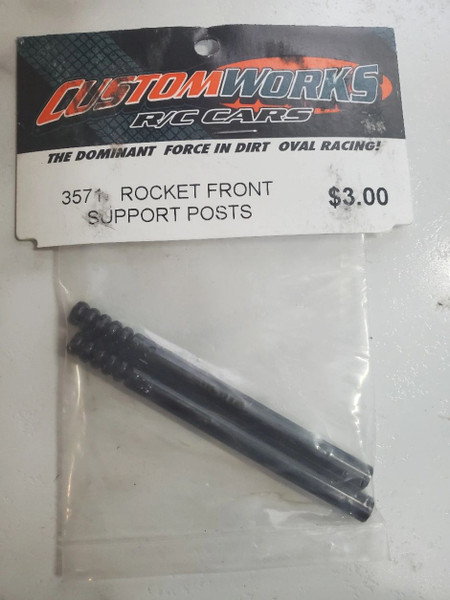 CUSTOMWORKS
R/C CARS
THE DOMINANT FORCE IN DIRT OVAL RACING!
3571 ROCKET FRONT $3.00
SUPPORT POSTS